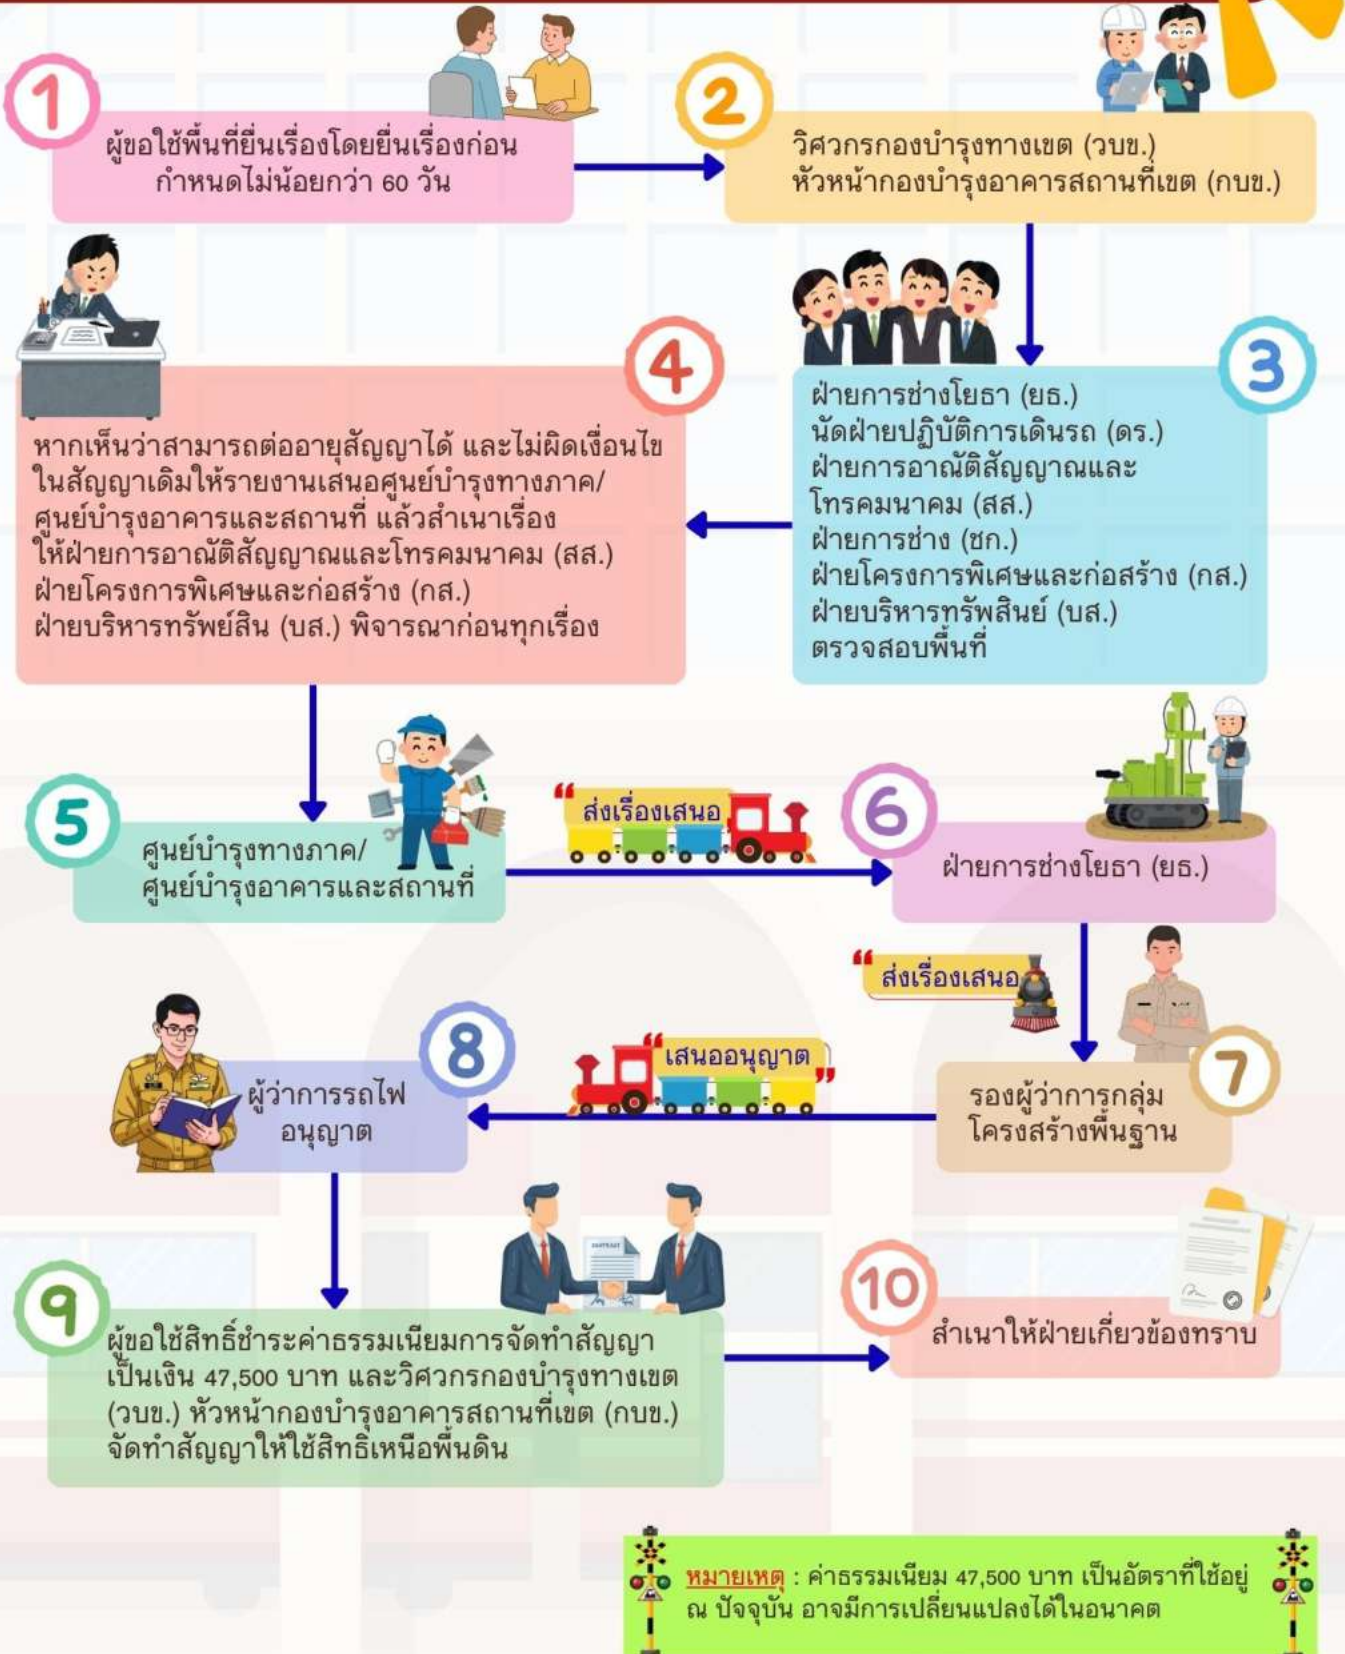 1
ผู้ขอใช้พื้นที่ยื่นเรื่องโดยยื่นเรื่องก่อน
กำหนดไม่น้อยกว่า 60 วัน
2
วิศวกรกองบำรุงทางเขต (วบข.)
หัวหน้ากองบำรุงอาคารสถานที่เขต (กบข.)
3
ฝ่ายการช่างโยธา (ยธ.)
นัดฝ่ายปฏิบัติการเดินรถ (ดร.)
ฝ่ายการอาณัติสัญญาณและ
โทรคมนาคม (สส.)
ฝ่ายการช่าง (ชก.)
ฝ่ายโครงการพิเศษและก่อสร้าง (กส.)
ฝ่ายบริหารทรัพสินย์ (บส.)
ตรวจสอบพื้นที่
4
หากเห็นว่าสามารถต่ออายุสัญญาได้ และไม่ผิดเงื่อนไข
ในสัญญาเดิมให้รายงานเสนอศูนย์บำรุงทางภาค/
ศูนย์บำรุงอาคารและสถานที่ แล้วสำเนาเรื่อง
ให้ฝ่ายการอาณัติสัญญาณและโทรคมนาคม (สส.)
ฝ่ายโครงการพิเศษและก่อสร้าง (กส.)
ฝ่ายบริหารทรัพย์สิน (บส.) พิจารณาก่อนทุกเรื่อง
5
ศูนย์บำรุงทางภาค/
ศูนย์บำรุงอาคารและสถานที่
“ส่งเรื่องเสนอ
6
ฝ่ายการช่างโยธา (ยธ.)
“ส่งเรื่องเสนอ
7
รองผู้ว่าการกลุ่ม
โครงสร้างพื้นฐาน
“เสนออนุญาต”
8
ผู้ว่าการรถไฟ
อนุญาต
9
ผู้ขอใช้สิทธิ์ชำระค่าธรรมเนียมการจัดทำสัญญา
เป็นเงิน 47,500 บาท และวิศวกรกองบำรุงทางเขต
(วบข.) หัวหน้ากองบำรุงอาคารสถานที่เขต (กบข.)
จัดทำสัญญาให้ใช้สิทธิเหนือพื้นดิน
CONTRACT
10
สำเนาให้ฝ่ายเกี่ยวข้องทราบ
หมายเหตุ : ค่าธรรมเนียม 47,500 บาท เป็นอัตราที่ใช้อยู่
ณ ปัจจุบัน อาจมีการเปลี่ยนแปลงได้ในอนาคต